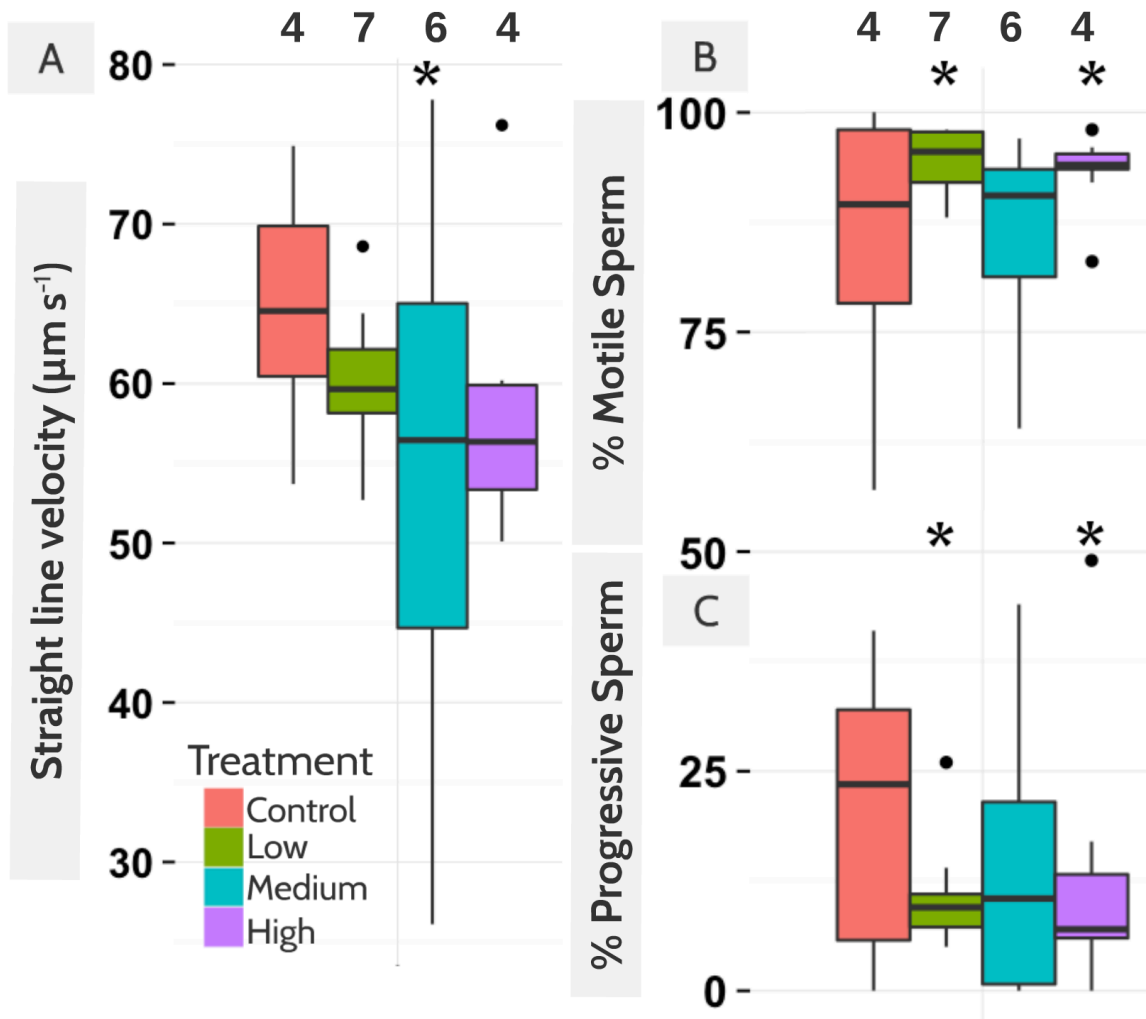 A
4 7 6 4
80
*
70
60
50
40
30
Straight line velocity (µm s⁻¹)
Treatment
Control
Low
Medium
High
B
4 7 6 4
* *
100
75
50
% Motile Sperm
* *
C
25
0
% Progressive Sperm